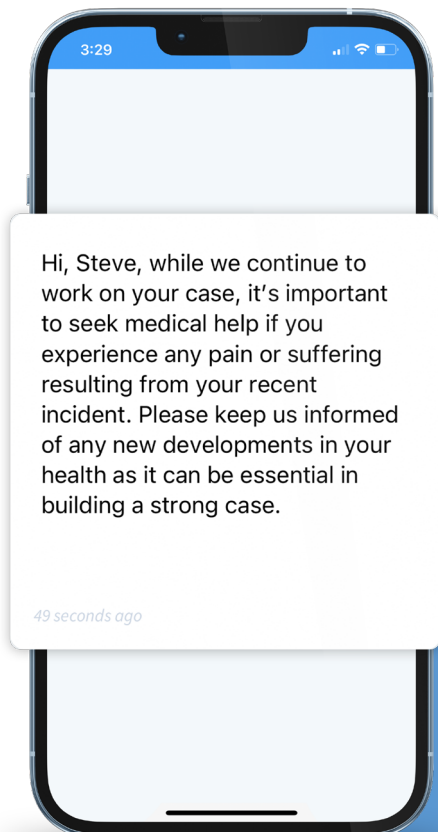 3:29
Hi, Steve, while we continue to
work on your case, it’s important
to seek medical help if you
experience any pain or suffering
resulting from your recent
incident. Please keep us informed
of any new developments in your
health as it can be essential in
building a strong case.
49 seconds ago